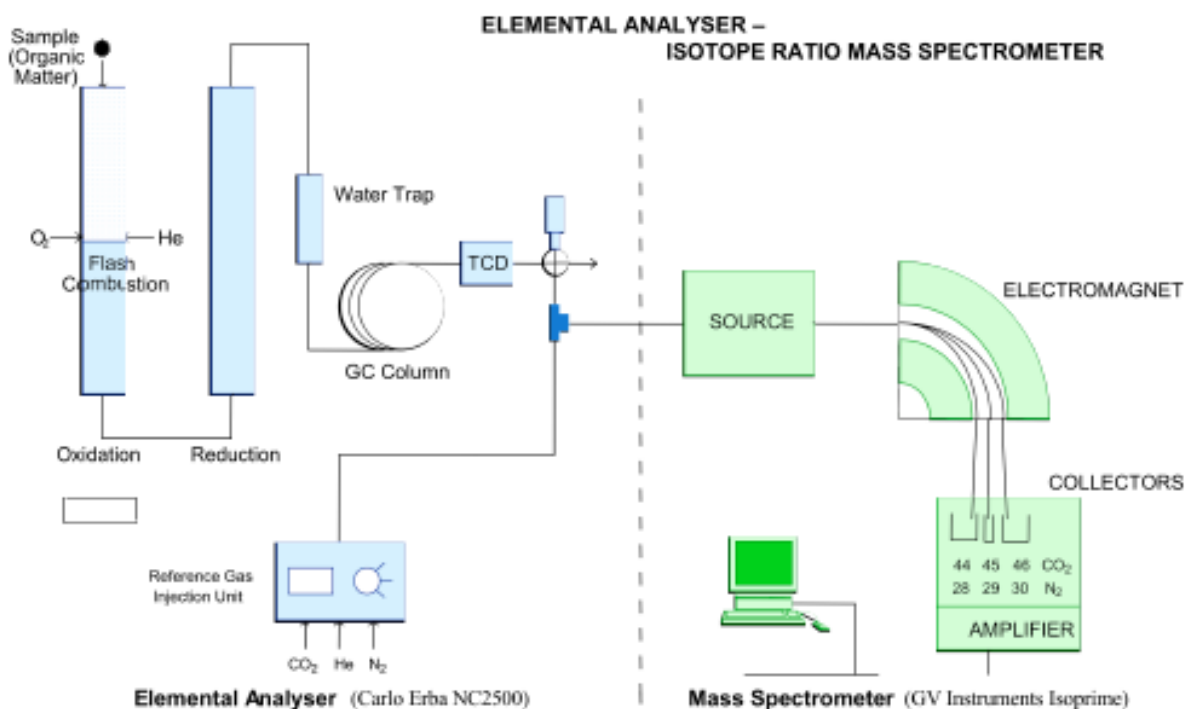 ELEMENTAL ANALYSER –
ISOTOPE RATIO MASS SPECTROMETER
Sample
(Organic
Matter)
O₂
He
Flash
Combustion
Oxidation
Reduction
Water Trap
GC Column
TCD
Reference Gas
Injection Unit
CO₂ He N₂
Elemental Analyser (Carlo Erba NC2500)
SOURCE
ELECTROMAGNET
COLLECTORS
44 45 46 CO₂
28 29 30 N₂
AMPLIFIER
Mass Spectrometer (GV Instruments Isoprime)